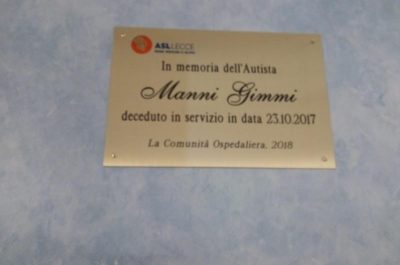 ASL LECCE
In memoria dell'Autista
Manni Gimmi
deceduto in servizio in data 23.10.2017
La Comunità Ospedaliera, 2018